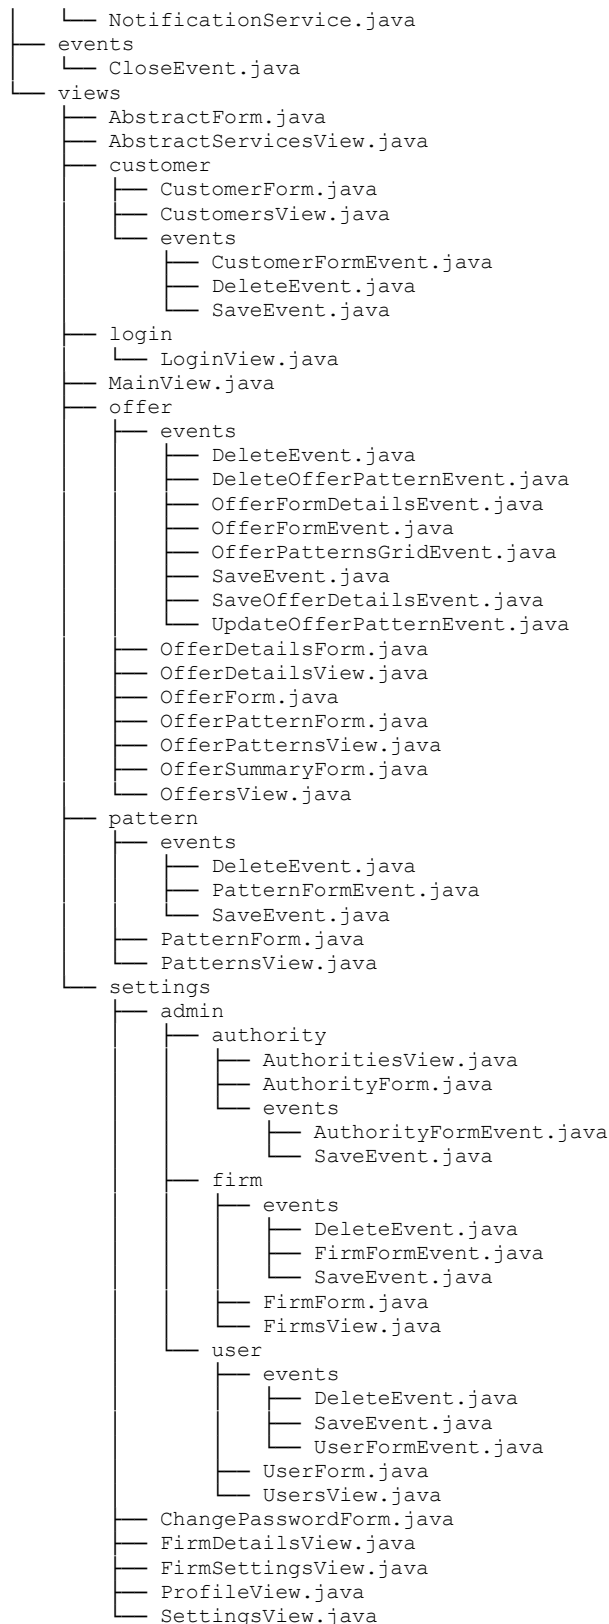 │   └── NotificationService.java
├── events
│   └── CloseEvent.java
└── views
    ├── AbstractForm.java
    ├── AbstractServicesView.java
    ├── customer
    │   ├── CustomerForm.java
    │   ├── CustomersView.java
    │   └── events
    │       ├── CustomerFormEvent.java
    │       ├── DeleteEvent.java
    │       └── SaveEvent.java
    ├── login
    │   └── LoginView.java
    ├── MainView.java
    ├── offer
    │   ├── events
    │   │   ├── DeleteEvent.java
    │   │   ├── DeleteOfferPatternEvent.java
    │   │   ├── OfferFormDetailsEvent.java
    │   │   ├── OfferFormEvent.java
    │   │   ├── OfferPatternsGridEvent.java
    │   │   ├── SaveEvent.java
    │   │   ├── SaveOfferDetailsEvent.java
    │   │   └── UpdateOfferPatternEvent.java
    │   ├── OfferDetailsForm.java
    │   ├── OfferDetailsView.java
    │   ├── OfferForm.java
    │   ├── OfferPatternForm.java
    │   ├── OfferPatternsView.java
    │   ├── OfferSummaryForm.java
    │   └── OffersView.java
    ├── pattern
    │   ├── events
    │   │   ├── DeleteEvent.java
    │   │   ├── PatternFormEvent.java
    │   │   └── SaveEvent.java
    │   ├── PatternForm.java
    │   └── PatternsView.java
    └── settings
        ├── admin
        │   ├── authority
        │   │   ├── AuthoritiesView.java
        │   │   ├── AuthorityForm.java
        │   │   └── events
        │   │       ├── AuthorityFormEvent.java
        │   │       └── SaveEvent.java
        │   ├── firm
        │   │   ├── events
        │   │   │   ├── DeleteEvent.java
        │   │   │   ├── FirmFormEvent.java
        │   │   │   └── SaveEvent.java
        │   │   ├── FirmForm.java
        │   │   └── FirmsView.java
        │   └── user
        │       ├── events
        │       │   ├── DeleteEvent.java
        │       │   ├── SaveEvent.java
        │       │   └── UserFormEvent.java
        │       ├── UserForm.java
        │       └── UsersView.java
        ├── ChangePasswordForm.java
        ├── FirmDetailsView.java
        ├── FirmSettingsView.java
        ├── ProfileView.java
        └── SettingsView.java